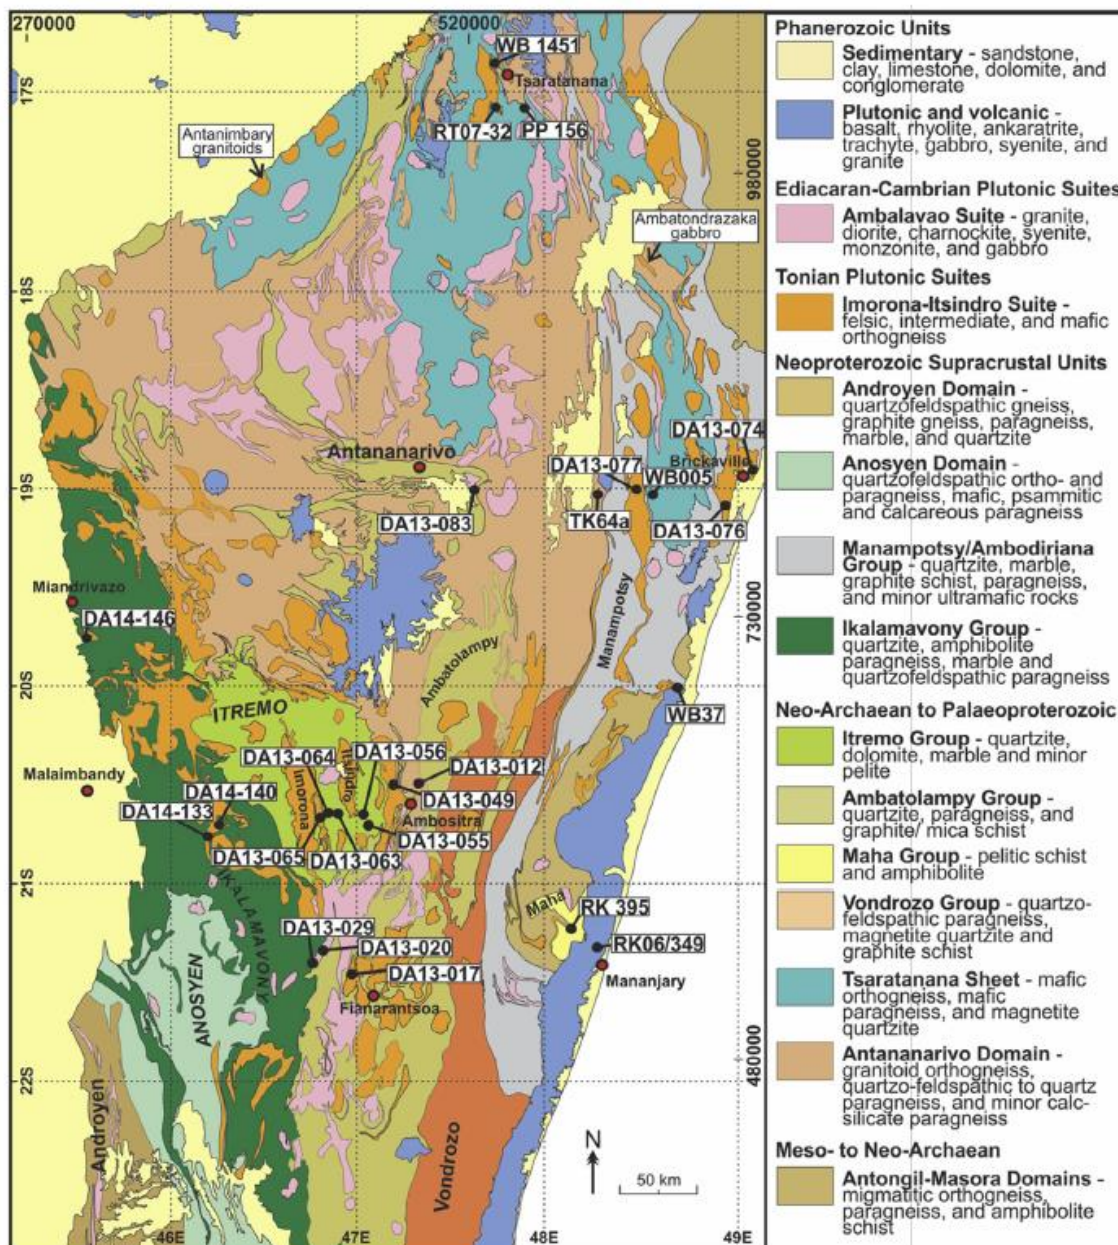 270000
520000
WB 1451
Tsaratanana
17S
RT07-32
PP 156
Antanimbary
granitoids
980000
Ambatondrazaka
gabbro
18S
Antananarivo
DA13-074
DA13-077
Brickaville
WB005
19S
DA13-083
TK64a
DA13-076
Miandrivazo
DA14-146
730000
Manampotsy
Ambatolampy
20S
ITREMO
WB37
DA13-064
DA13-056
DA13-012
Itsindro
Imorona
Malaimbandy
DA14-140
DA13-049
Ambositra
DA14-133
DA13-055
DA13-065
DA13-063
21S
IKALAMAVONY
Maha
RK 395
DA13-029
DA13-020
RK06/349
DA13-017
Mananjary
ANOSYEN
Fianarantsoa
22S
480000
Androyen
Vondrozo
N
50 km
46E
47E
48E
49E
Phanerozoic Units
Sedimentary - sandstone,
clay, limestone, dolomite, and
conglomerate
Plutonic and volcanic -
basalt, rhyolite, ankaratrite,
trachyte, gabbro, syenite, and
granite
Ediacaran-Cambrian Plutonic Suites
Ambalavao Suite - granite,
diorite, charnockite, syenite,
monzonite, and gabbro
Tonian Plutonic Suites
Imorona-Itsindro Suite -
felsic, intermediate, and mafic
orthogneiss
Neoproterozoic Supracrustal Units
Androyen Domain -
quartzofeldspathic gneiss,
graphite gneiss, paragneiss,
marble, and quartzite
Anosyen Domain -
quartzofeldspathic ortho- and
paragneiss, mafic, psammitic
and calcareous paragneiss
Manampotsy/Ambodiriana
Group - quartzite, marble,
graphite schist, paragneiss,
and minor ultramafic rocks
Ikalamavony Group -
quartzite, amphibolite
paragneiss, marble and
quartzofeldspathic paragneiss
Neo-Archaean to Palaeoproterozoic
Itremo Group - quartzite,
dolomite, marble and minor
pelite
Ambatolampy Group -
quartzite, paragneiss, and
graphite/ mica schist
Maha Group - pelitic schist
and amphibolite
Vondrozo Group - quartzo-
feldspathic paragneiss,
magnetite quartzite and
graphite schist
Tsaratanana Sheet - mafic
orthogneiss, mafic
paragneiss, and magnetite
quartzite
Antananarivo Domain -
granitoid orthogneiss,
quartzo-feldspathic to quartz
paragneiss, and minor calc-
silicate paragneiss
Meso- to Neo-Archaean
Antongil-Masora Domains -
migmatitic orthogneiss,
paragneiss, and amphibolite
schist